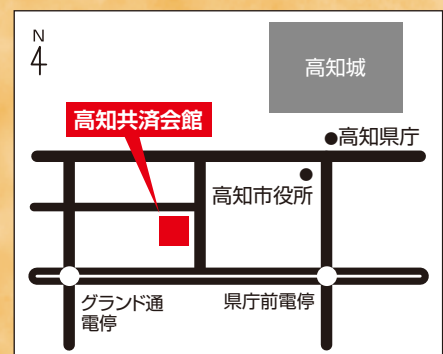 N
高知城
高知共済会館
●高知県庁
高知市役所
グランド通
電停
県庁前電停